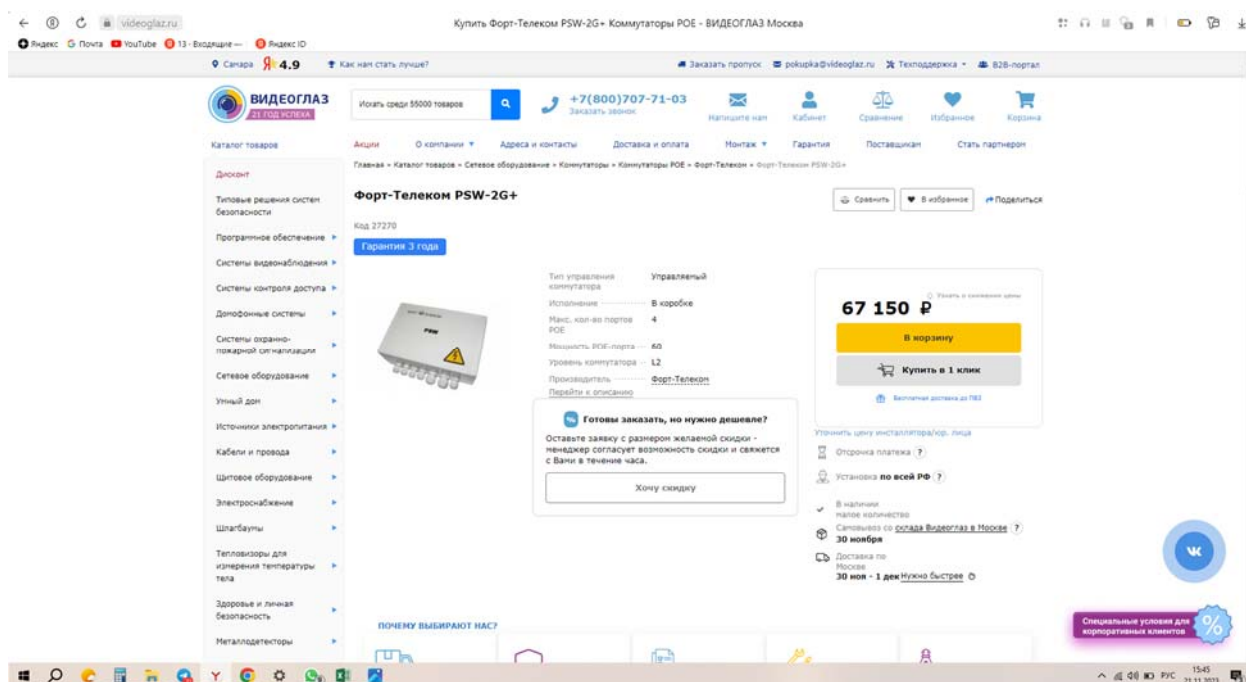 videoglaz.ru
Купить Форт-Телеком PSW-2G+ Коммутаторы POE - ВИДЕОГЛАЗ Москва
Яндекс
Почта
YouTube
13 · Входящие —
Яндекс ID
Самара
Я 4.9
Как нам стать лучше?
Заказать пропуск
pokupka@videoglaz.ru
Техподдержка
B2B-портал
ВИДЕОГЛАЗ
21 ГОД УСПЕХА
Искать среди 55000 товаров
+7(800)707-71-03
Заказать звонок
Напишите нам
Кабинет
Сравнение
Избранное
Корзина
Каталог товаров
Акции
О компании
Адреса и контакты
Доставка и оплата
Монтаж
Гарантия
Поставщикам
Стать партнером
Главная » Каталог товаров » Сетевое оборудование » Коммутаторы » Коммутаторы POE » Форт-Телеком » Форт-Телеком PSW-2G+
Дисконт
Типовые решения систем
безопасности
Программное обеспечение
Системы видеонаблюдения
Системы контроля доступа
Домофонные системы
Системы охранно-
пожарной сигнализации
Сетевое оборудование
Умный дом
Источники электропитания
Кабели и провода
Щитовое оборудование
Электроснабжение
Шлагбаумы
Тепловизоры для
измерения температуры
тела
Здоровье и личная
безопасность
Металлодетекторы
Форт-Телеком PSW-2G+
Сравнить
В избранное
Поделиться
Код 27270
Гарантия 3 года
PSW
Тип управления Управляемый
коммутатора
Исполнение В коробке
Макс. кол-во портов 4
POE
Мощность POE-порта 60
Уровень коммутатора L2
Производитель Форт-Телеком
Перейти к описанию
Готовы заказать, но нужно дешевле?
Оставьте заявку с размером желаемой скидки -
менеджер согласует возможность скидки и свяжется
с Вами в течение часа.
Хочу скидку
Узнать о снижении цены
67 150 ₽
В корзину
Купить в 1 клик
Бесплатная доставка до ПВЗ
Уточнить цену инсталлятора/юр. лица
Отсрочка платежа ?
Установка по всей РФ ?
В наличии
малое количество
Самовывоз со склада Видеоглаз в Москве ?
30 ноября
Доставка по
Москве
30 ноя - 1 дек Нужно быстрее
ПОЧЕМУ ВЫБИРАЮТ НАС?
Специальные условия для
корпоративных клиентов
%
РУС
15:45
21.11.2023